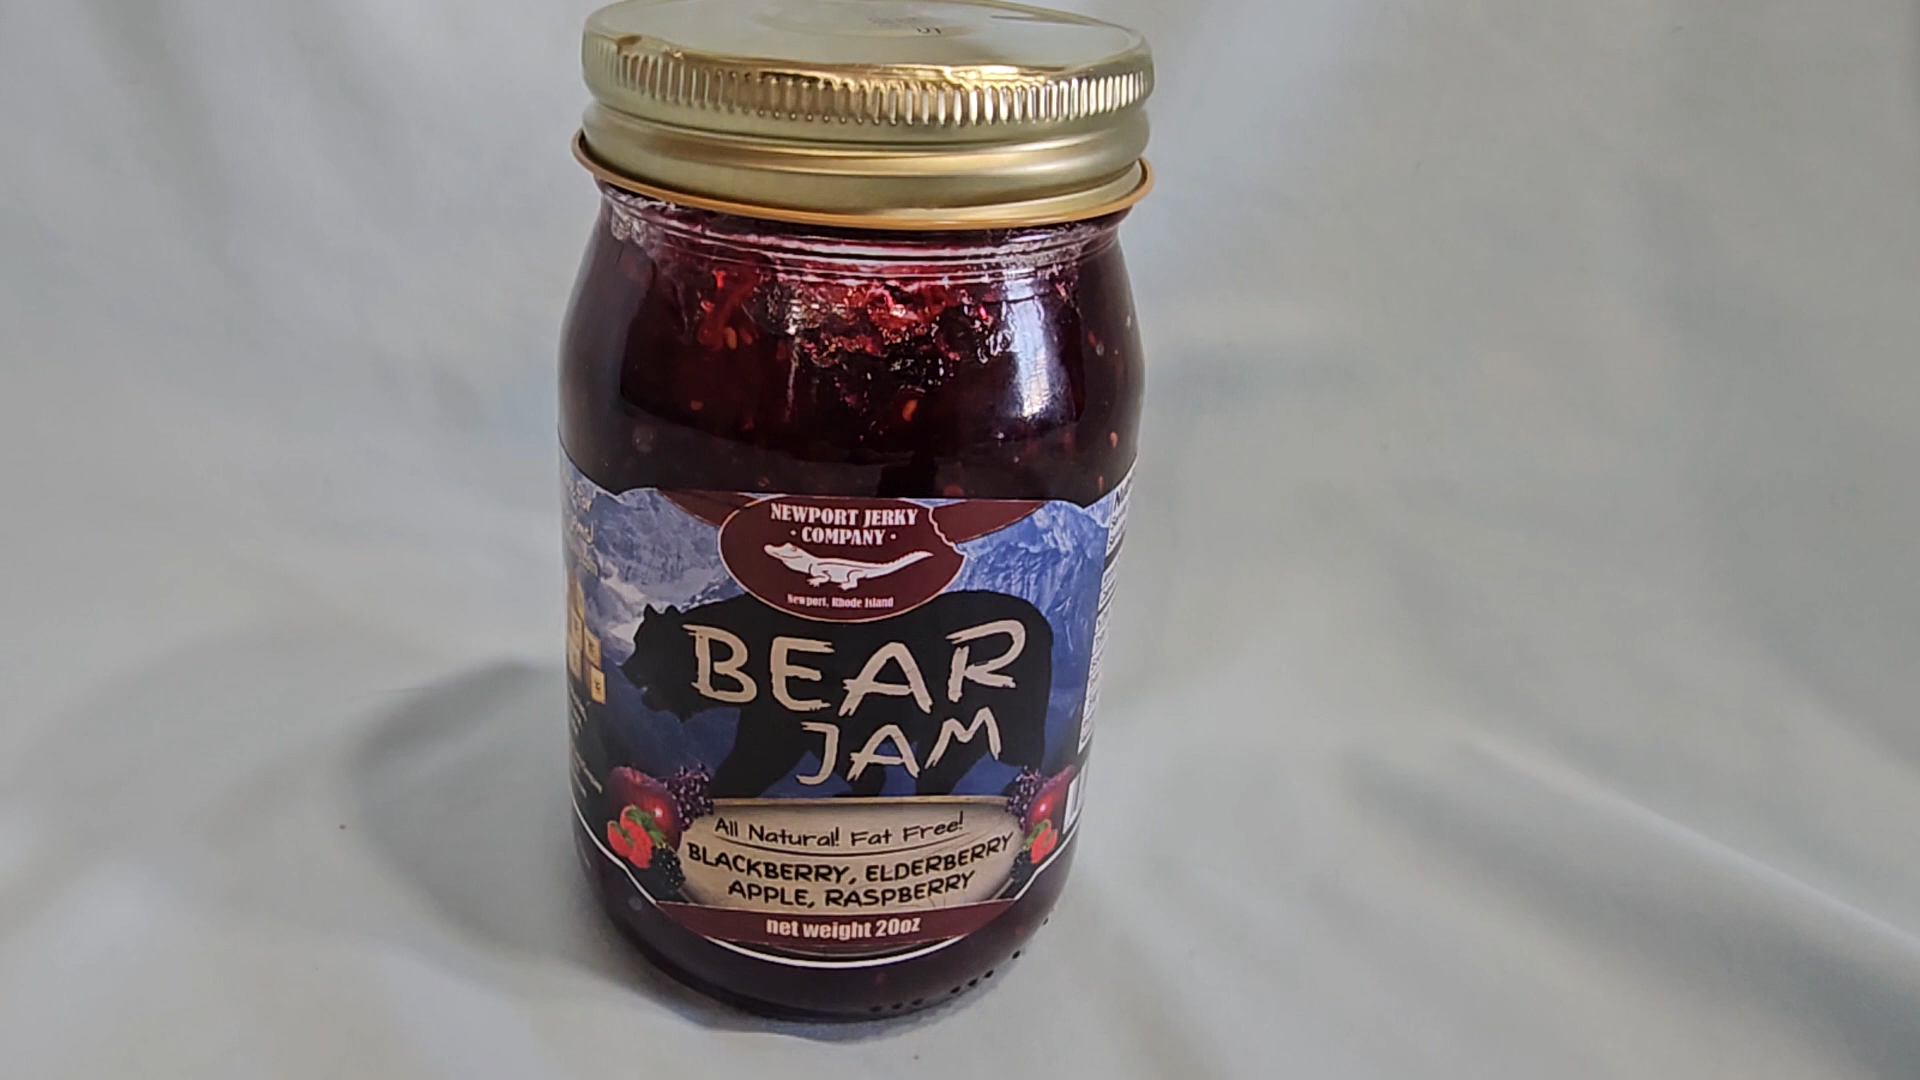 NEWPORT JERKY
· COMPANY ·
Newport, Rhode Island
BEAR
JAM
All Natural! Fat Free!
BLACKBERRY, ELDERBERRY
APPLE, RASPBERRY
net weight 20oz